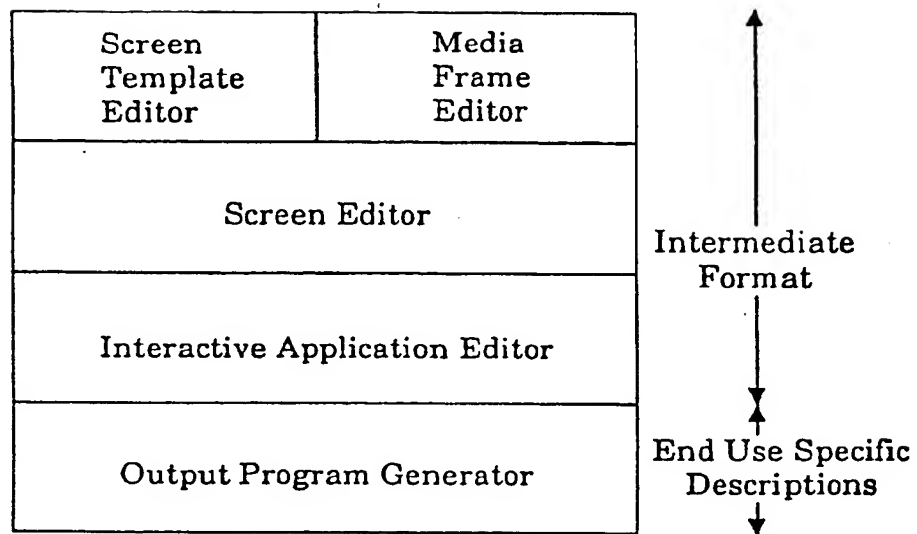 Screen
Template
Editor
Media
Frame
Editor
Screen Editor
Interactive Application Editor
Output Program Generator
Intermediate
Format
End Use Specific
Descriptions